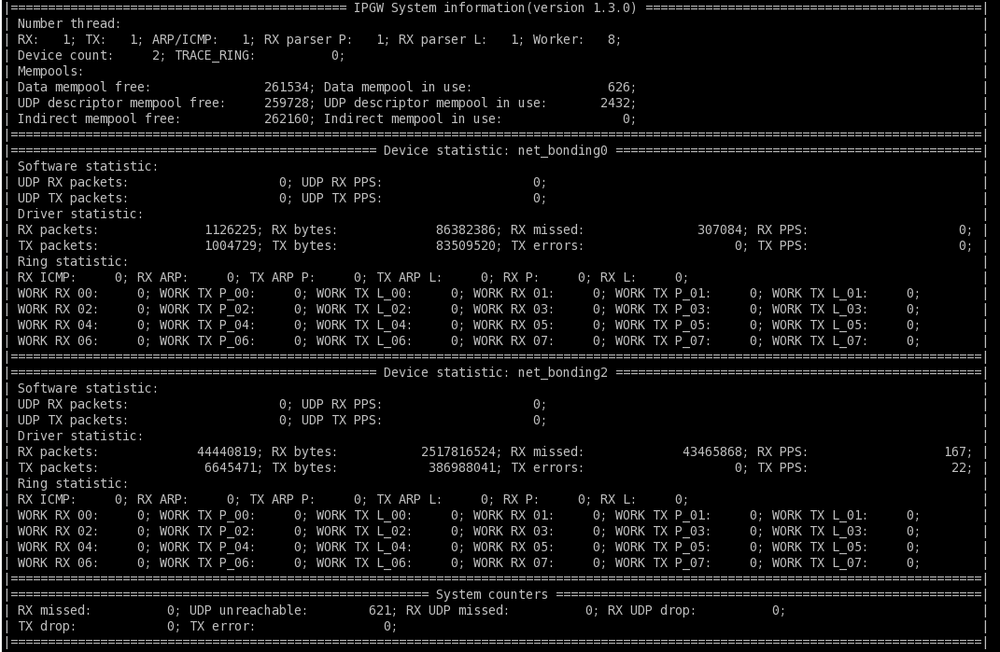 |============================================= IPGW System information(version 1.3.0) =============================================|
| Number thread: |
| RX: 1; TX: 1; ARP/ICMP: 1; RX parser P: 1; RX parser L: 1; Worker: 8; |
| Device count: 2; TRACE_RING: 0; |
| Mempools: |
| Data mempool free: 261534; Data mempool in use: 626; |
| UDP descriptor mempool free: 259728; UDP descriptor mempool in use: 2432; |
| Indirect mempool free: 262160; Indirect mempool in use: 0; |
|==================================================================================================================================|
|================================================= Device statistic: net_bonding0 =================================================|
| Software statistic: |
| UDP RX packets: 0; UDP RX PPS: 0; |
| UDP TX packets: 0; UDP TX PPS: 0; |
| Driver statistic: |
| RX packets: 1126225; RX bytes: 86382386; RX missed: 307084; RX PPS: 0; |
| TX packets: 1004729; TX bytes: 83509520; TX errors: 0; TX PPS: 0; |
| Ring statistic: |
| RX ICMP: 0; RX ARP: 0; TX ARP P: 0; TX ARP L: 0; RX P: 0; RX L: 0; |
| WORK RX 00: 0; WORK TX P_00: 0; WORK TX L_00: 0; WORK RX 01: 0; WORK TX P_01: 0; WORK TX L_01: 0; |
| WORK RX 02: 0; WORK TX P_02: 0; WORK TX L_02: 0; WORK RX 03: 0; WORK TX P_03: 0; WORK TX L_03: 0; |
| WORK RX 04: 0; WORK TX P_04: 0; WORK TX L_04: 0; WORK RX 05: 0; WORK TX P_05: 0; WORK TX L_05: 0; |
| WORK RX 06: 0; WORK TX P_06: 0; WORK TX L_06: 0; WORK RX 07: 0; WORK TX P_07: 0; WORK TX L_07: 0; |
|==================================================================================================================================|
|================================================= Device statistic: net_bonding2 =================================================|
| Software statistic: |
| UDP RX packets: 0; UDP RX PPS: 0; |
| UDP TX packets: 0; UDP TX PPS: 0; |
| Driver statistic: |
| RX packets: 44440819; RX bytes: 2517816524; RX missed: 43465868; RX PPS: 167; |
| TX packets: 6645471; TX bytes: 386988041; TX errors: 0; TX PPS: 22; |
| Ring statistic: |
| RX ICMP: 0; RX ARP: 0; TX ARP P: 0; TX ARP L: 0; RX P: 0; RX L: 0; |
| WORK RX 00: 0; WORK TX P_00: 0; WORK TX L_00: 0; WORK RX 01: 0; WORK TX P_01: 0; WORK TX L_01: 0; |
| WORK RX 02: 0; WORK TX P_02: 0; WORK TX L_02: 0; WORK RX 03: 0; WORK TX P_03: 0; WORK TX L_03: 0; |
| WORK RX 04: 0; WORK TX P_04: 0; WORK TX L_04: 0; WORK RX 05: 0; WORK TX P_05: 0; WORK TX L_05: 0; |
| WORK RX 06: 0; WORK TX P_06: 0; WORK TX L_06: 0; WORK RX 07: 0; WORK TX P_07: 0; WORK TX L_07: 0; |
|==================================================================================================================================|
|======================================================== System counters =========================================================|
| RX missed: 0; UDP unreachable: 621; RX UDP missed: 0; RX UDP drop: 0; |
| TX drop: 0; TX error: 0; |
|==================================================================================================================================|